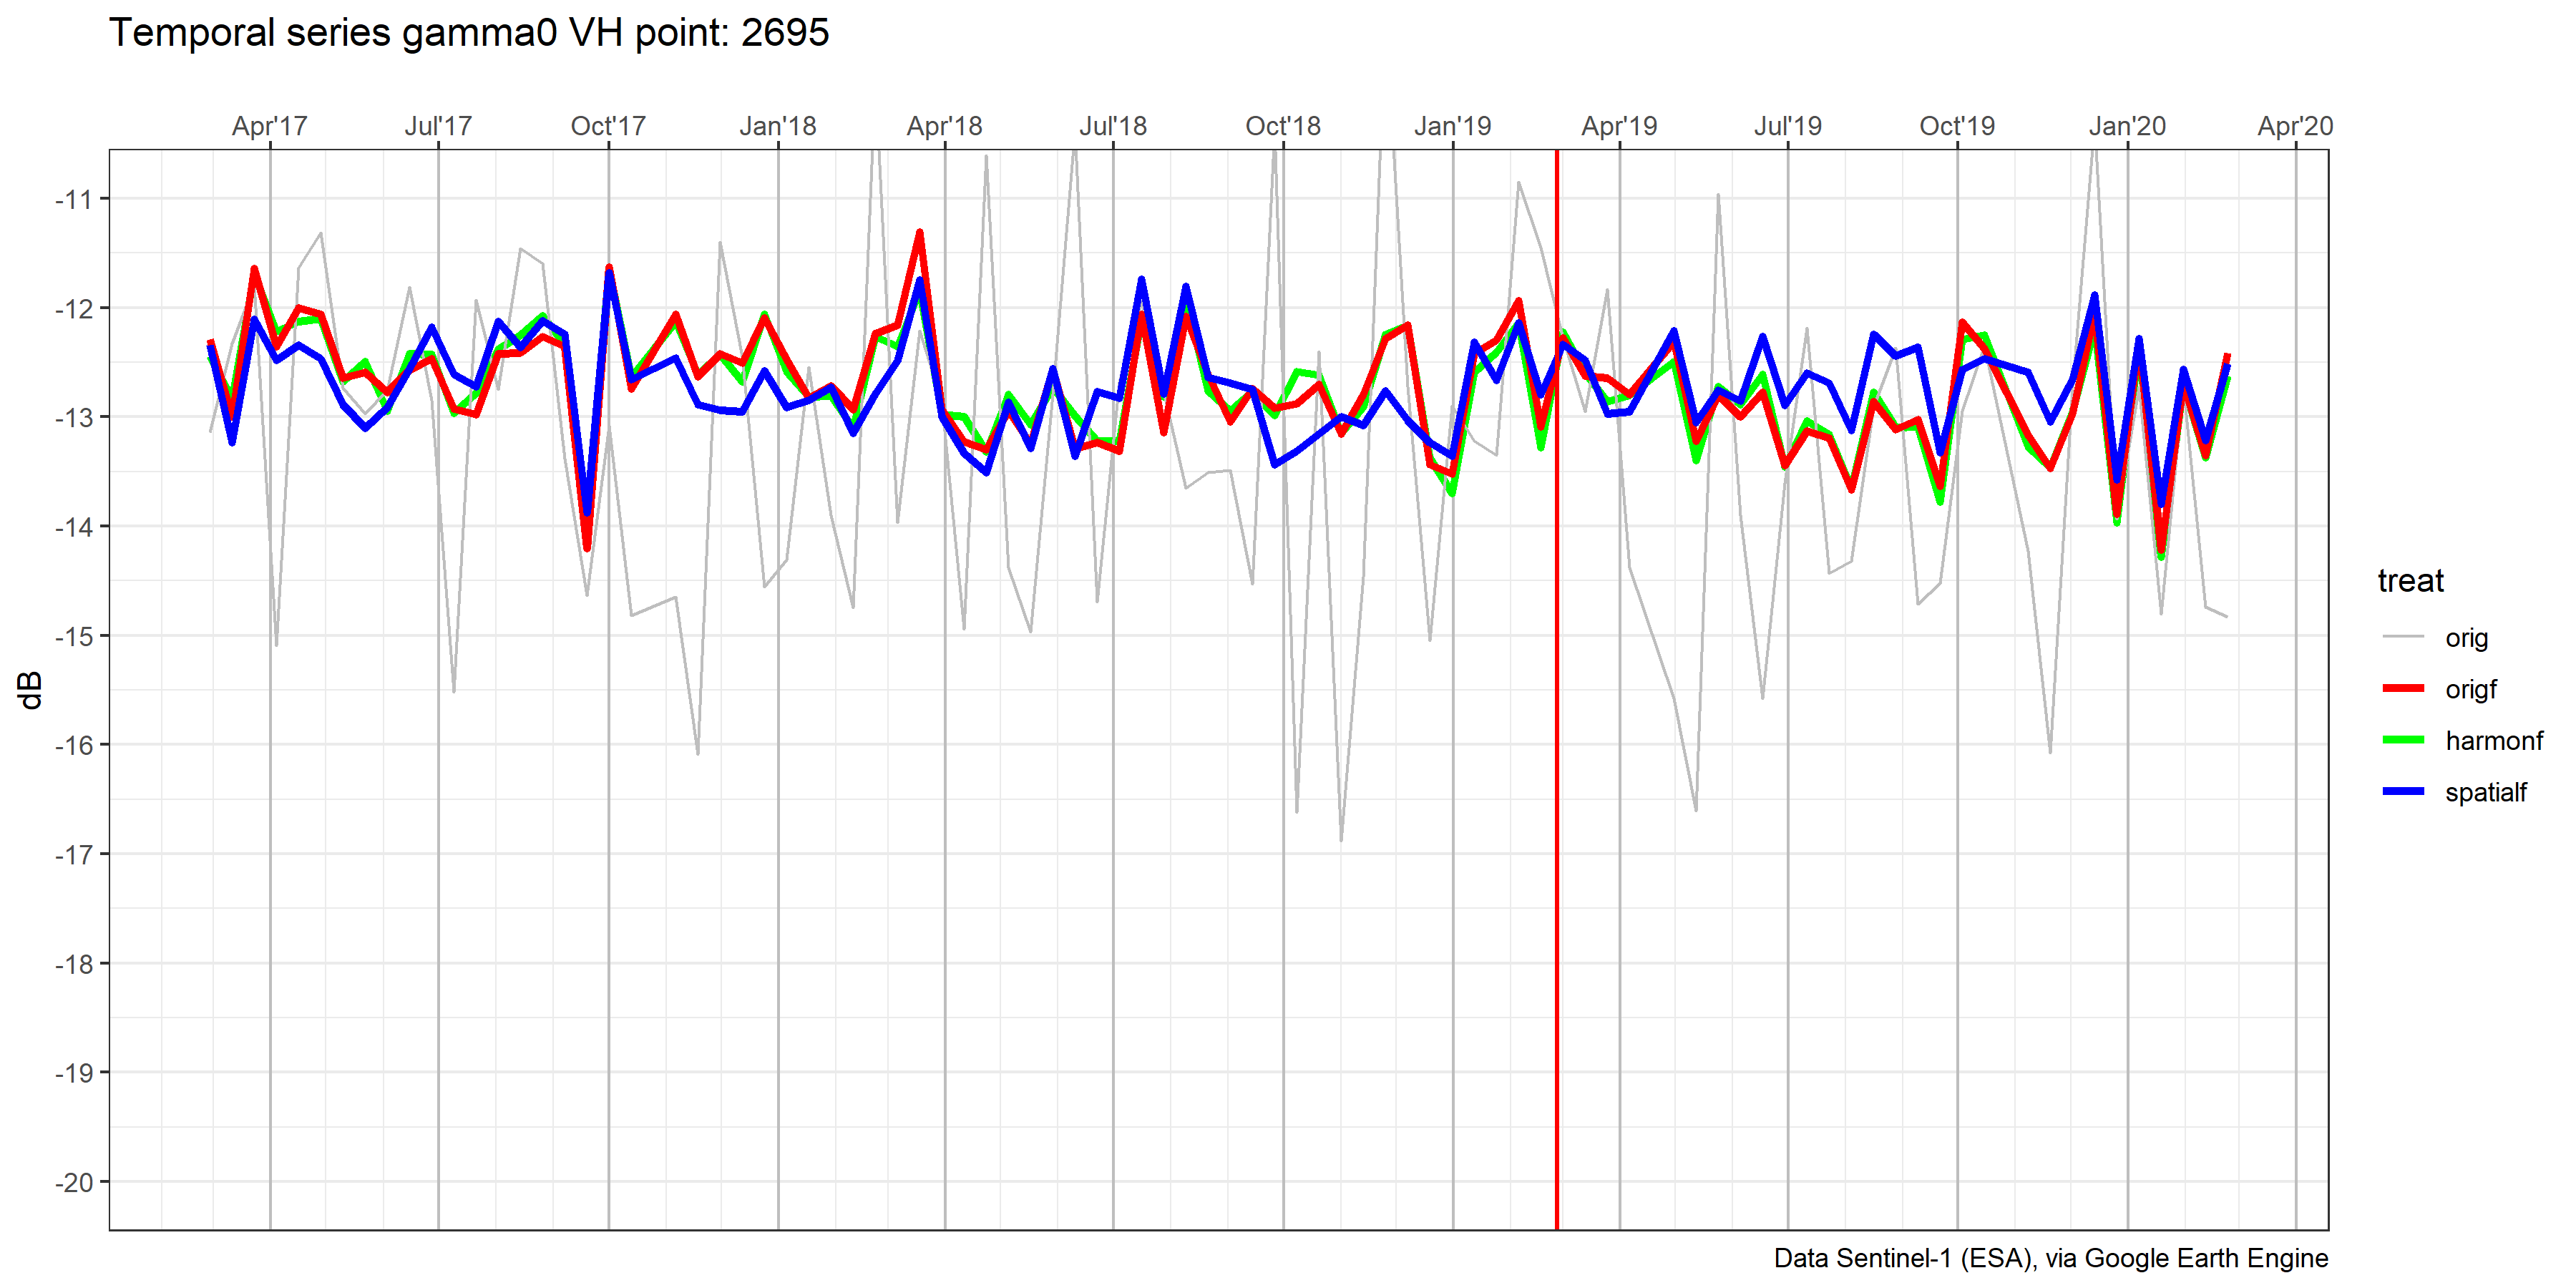 Temporal series gamma0 VH point: 2695
Apr'17 Jul'17 Oct'17 Jan'18 Apr'18 Jul'18 Oct'18 Jan'19 Apr'19 Jul'19 Oct'19 Jan'20 Apr'20
-11
-12
-13
-14
-15
-16
-17
-18
-19
-20
dB
treat
orig
origf
harmonf
spatialf
Data Sentinel-1 (ESA), via Google Earth Engine